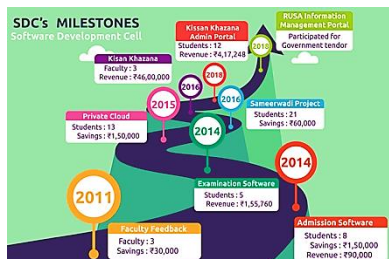 SDC's MILESTONES
Software Development Cell
Kissan Khazana
Admin Portal
Students : 12
Revenue : ₹4,17,248
RUSA Information
Management Portal
Participated for
Government tendor
2018
Kisan Khazana
Faculty : 3
Revenue : ₹46,00,000
2018
2016
Private Cloud
Students : 13
Savings : ₹1,50,000
2015
2016
Sameerwadi Project
Students : 21
Savings : ₹60,000
2014
Examination Software
Students : 5
Revenue : ₹1,55,760
2014
Admission Software
Students : 8
Savings : ₹1,50,000
Revenue : ₹90,000
2011
Faculty Feedback
Faculty : 3
Savings : ₹30,000